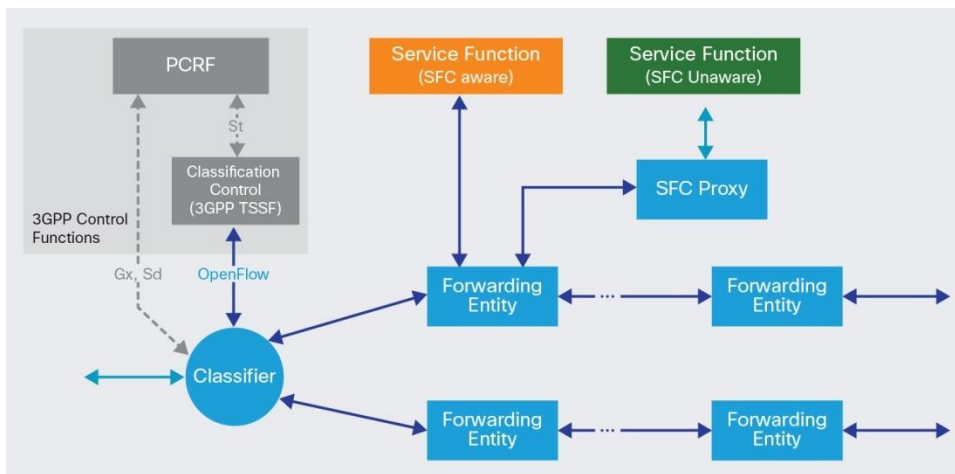 PCRF
St
Classification
Control
(3GPP TSSF)
3GPP Control
Functions
Gx, Sd
OpenFlow
Classifier
Service Function
(SFC aware)
Service Function
(SFC Unaware)
SFC Proxy
Forwarding
Entity
...
Forwarding
Entity
Forwarding
Entity
...
Forwarding
Entity